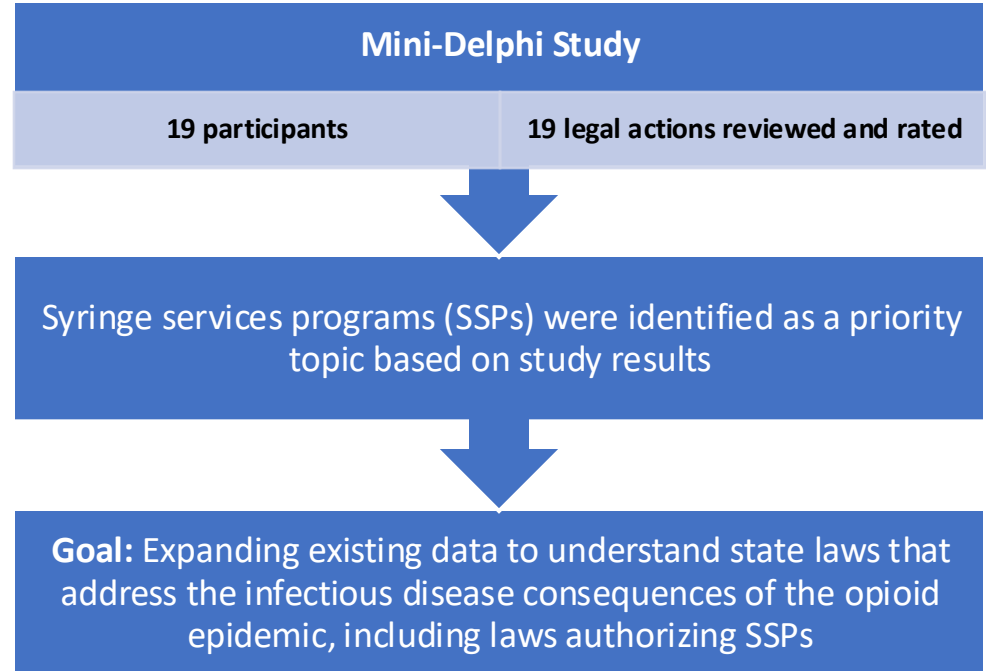 Mini-Delphi Study
19 participants
19 legal actions reviewed and rated
Syringe services programs (SSPs) were identified as a priority
topic based on study results
Goal: Expanding existing data to understand state laws that
address the infectious disease consequences of the opioid
epidemic, including laws authorizing SSPs